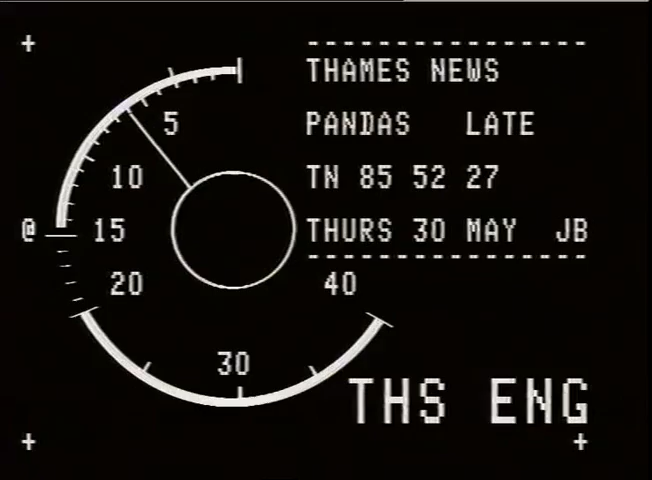 THAMES NEWS
PANDAS LATE
TN 85 52 27
THURS 30 MAY JB
5
10
@ 15
20
40
30
THS ENG